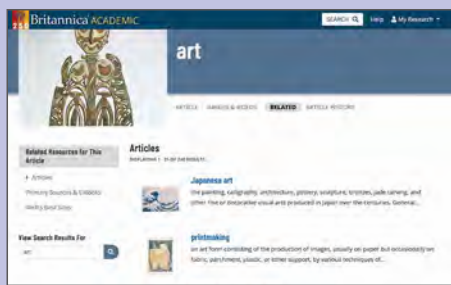 250 Britannica ACADEMIC
SEARCH Help My Research
art
ARTICLE IMAGES & VIDEOS RELATED ARTICLE HISTORY
Related Resources for This Article
Articles
Articles
Primary Sources & E-Books
Web's Best Sites
View Search Results For
art
Japanese art
the painting, calligraphy, architecture, pottery, sculpture, bronzes, jade carving, and
other fine or decorative visual arts produced in Japan over the centuries. General...
printmaking
an art form consisting of the production of images, usually on paper but occasionally on
fabric, parchment, plastic, or other support, by various techniques of...